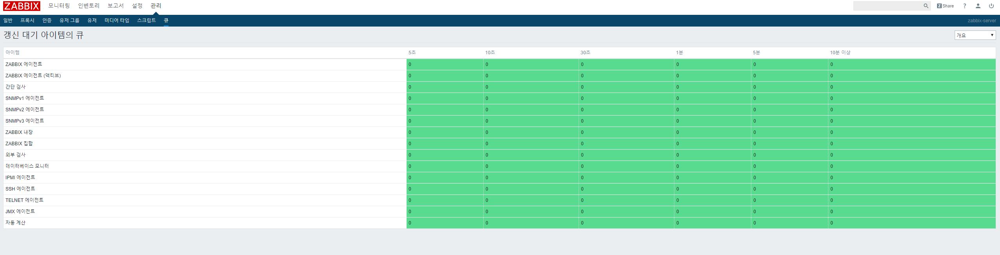 ZABBIX 모니터링 인벤토리 보고서 설정 관리 Z Share ?
일반 프록시 인증 유저 그룹 유저 미디어 타입 스크립트 큐 zabbix-server
갱신 대기 아이템의 큐 개요
아이템 5초 10초 30초 1분 5분 10분 이상
ZABBIX 에이전트 0 0 0 0 0 0
ZABBIX 에이전트 (액티브) 0 0 0 0 0 0
간단 검사 0 0 0 0 0 0
SNMPv1 에이전트 0 0 0 0 0 0
SNMPv2 에이전트 0 0 0 0 0 0
SNMPv3 에이전트 0 0 0 0 0 0
ZABBIX 내장 0 0 0 0 0 0
ZABBIX 집합 0 0 0 0 0 0
외부 검사 0 0 0 0 0 0
데이터베이스 모니터 0 0 0 0 0 0
IPMI 에이전트 0 0 0 0 0 0
SSH 에이전트 0 0 0 0 0 0
TELNET 에이전트 0 0 0 0 0 0
JMX 에이전트 0 0 0 0 0 0
자동 계산 0 0 0 0 0 0